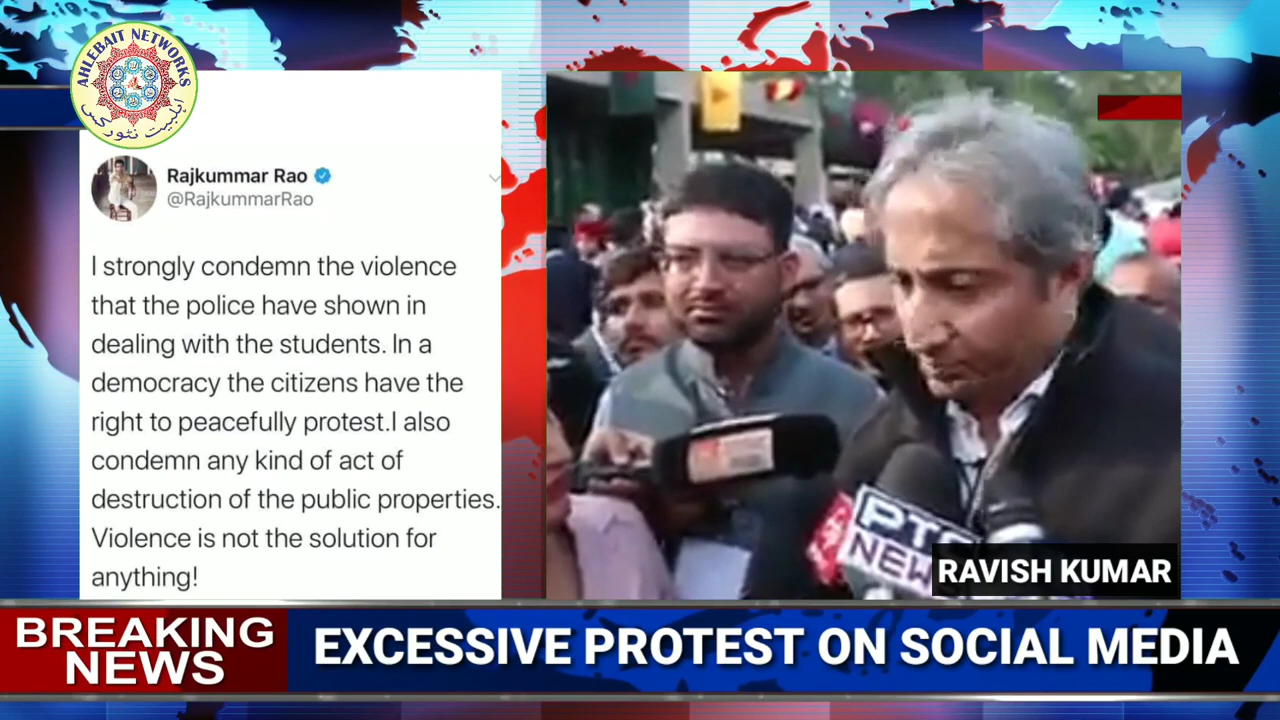 AHLEBAIT NETWORKS
اہلبیت نٹورکس
Rajkummar Rao
@RajkummarRao
I strongly condemn the violence
that the police have shown in
dealing with the students. In a
democracy the citizens have the
right to peacefully protest.I also
condemn any kind of act of
destruction of the public properties.
Violence is not the solution for
anything!
PTC
NEWS
RAVISH KUMAR
BREAKING
NEWS
EXCESSIVE PROTEST ON SOCIAL MEDIA